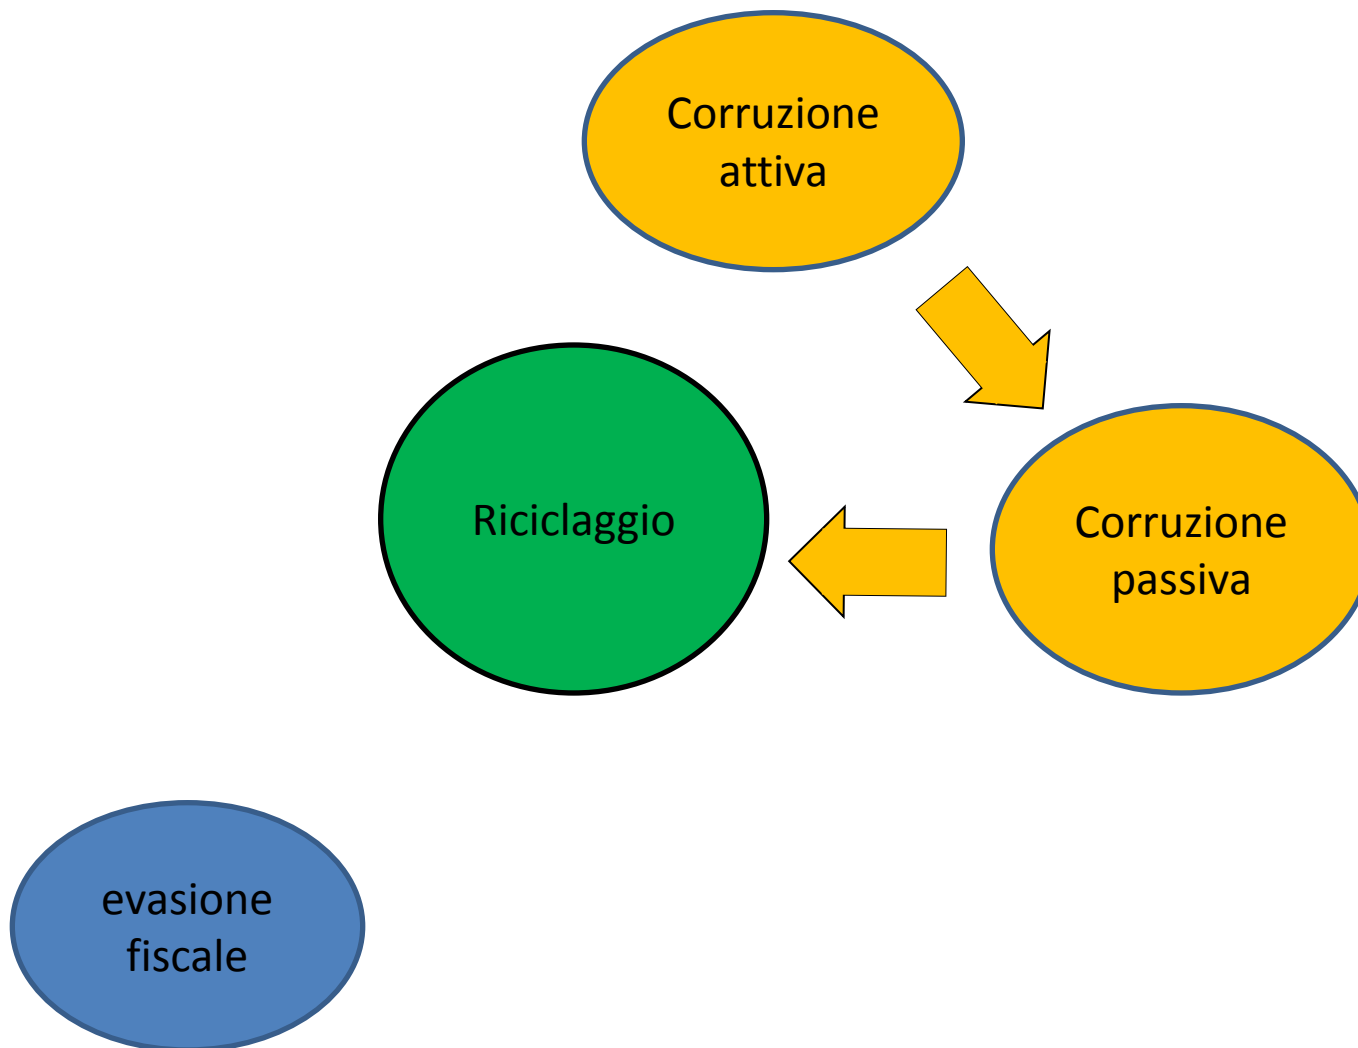 Corruzione
attiva
Riciclaggio
Corruzione
passiva
evasione
fiscale